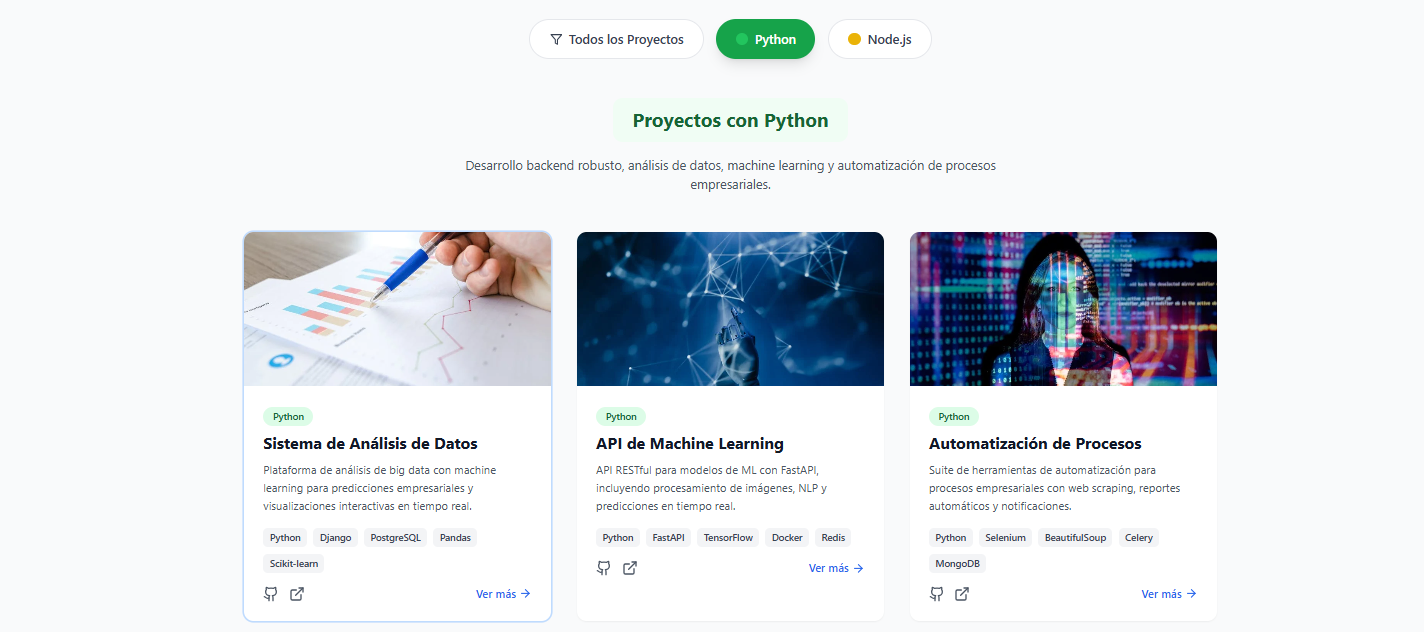 Todos los Proyectos
Python
Node.js
Proyectos con Python
Desarrollo backend robusto, análisis de datos, machine learning y automatización de procesos
empresariales.
Python
Sistema de Análisis de Datos
Plataforma de análisis de big data con machine
learning para predicciones empresariales y
visualizaciones interactivas en tiempo real.
Python Django PostgreSQL Pandas
Scikit-learn
Ver más
Python
API de Machine Learning
API RESTful para modelos de ML con FastAPI,
incluyendo procesamiento de imágenes, NLP y
predicciones en tiempo real.
Python FastAPI TensorFlow Docker Redis
Ver más
Python
Automatización de Procesos
Suite de herramientas de automatización para
procesos empresariales con web scraping, reportes
automáticos y notificaciones.
Python Selenium BeautifulSoup Celery
MongoDB
Ver más